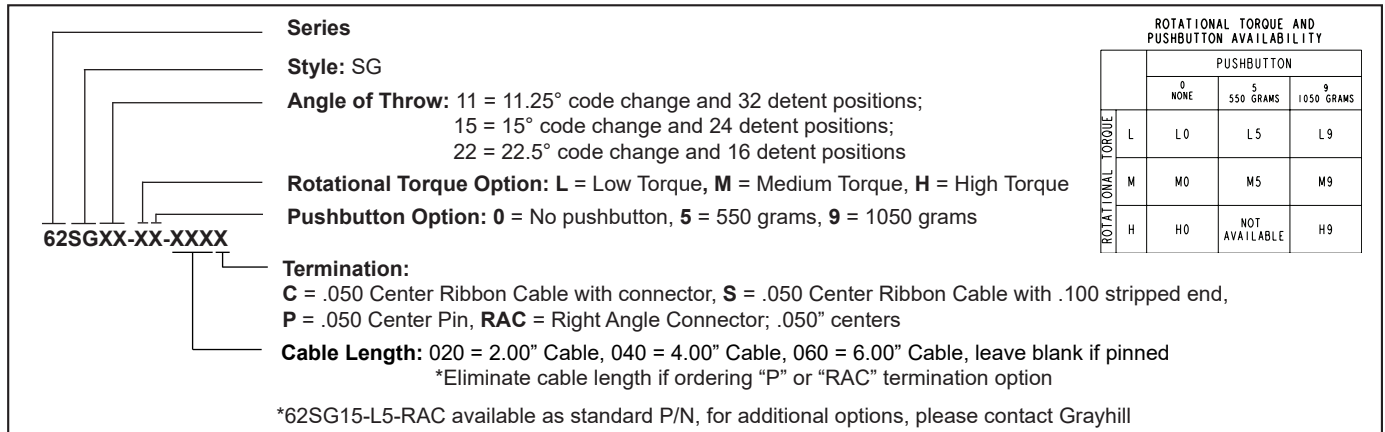 Series
Style: SG
Angle of Throw: 11 = 11.25° code change and 32 detent positions;
15 = 15° code change and 24 detent positions;
22 = 22.5° code change and 16 detent positions
Rotational Torque Option: L = Low Torque, M = Medium Torque, H = High Torque
Pushbutton Option: 0 = No pushbutton, 5 = 550 grams, 9 = 1050 grams
62SGXX-XX-XXXX
Termination:
C = .050 Center Ribbon Cable with connector, S = .050 Center Ribbon Cable with .100 stripped end,
P = .050 Center Pin, RAC = Right Angle Connector; .050” centers
Cable Length: 020 = 2.00” Cable, 040 = 4.00” Cable, 060 = 6.00” Cable, leave blank if pinned
*Eliminate cable length if ordering “P” or “RAC” termination option
*62SG15-L5-RAC available as standard P/N, for additional options, please contact Grayhill
ROTATIONAL TORQUE AND
PUSHBUTTON AVAILABILITY
PUSHBUTTON
0 5 9
NONE 550 GRAMS 1050 GRAMS
ROTATIONAL TORQUE
L L0 L5 L9
M M0 M5 M9
H H0 NOT AVAILABLE H9